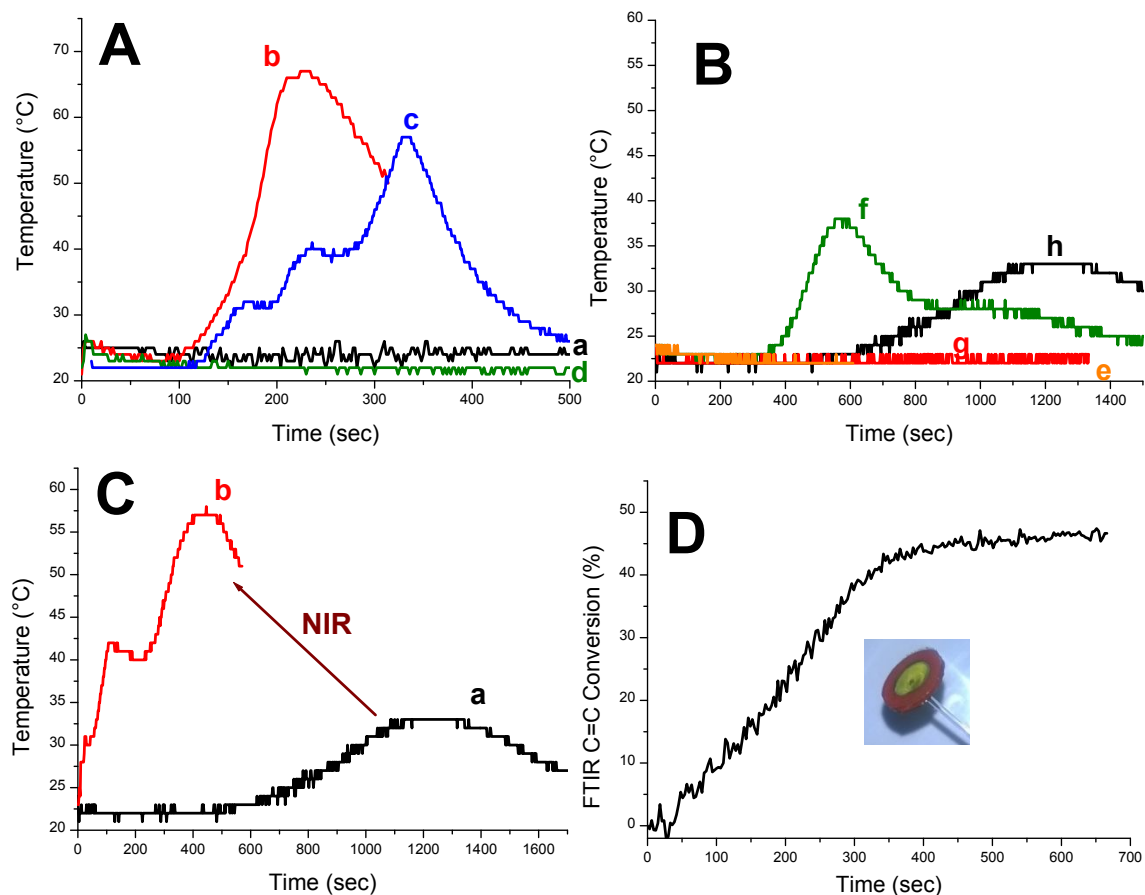 A
b
c
a
d
70
60
50
40
30
20
0 100 200 300 400 500
Temperature (°C)
Time (sec)
B
f
h
g
e
60
55
50
45
40
35
30
25
20
0 200 400 600 800 1000 1200 1400
Temperature (°C)
Time (sec)
C
b
NIR
a
60
55
50
45
40
35
30
25
20
0 200 400 600 800 1000 1200 1400 1600
Temperature (°C)
Time (sec)
D
50
40
30
20
10
0
0 100 200 300 400 500 600 700
FTIR C=C Conversion (%)
Time (sec)